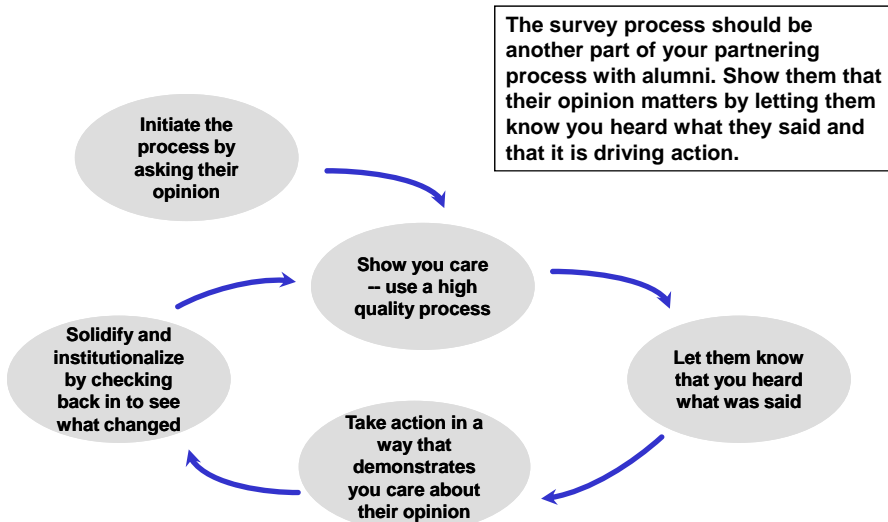 The survey process should be
another part of your partnering
process with alumni. Show them that
their opinion matters by letting them
know you heard what they said and
that it is driving action.
Initiate the
process by
asking their
opinion
Show you care
-- use a high
quality process
Let them know
that you heard
what was said
Take action in a
way that
demonstrates
you care about
their opinion
Solidify and
institutionalize
by checking
back in to see
what changed